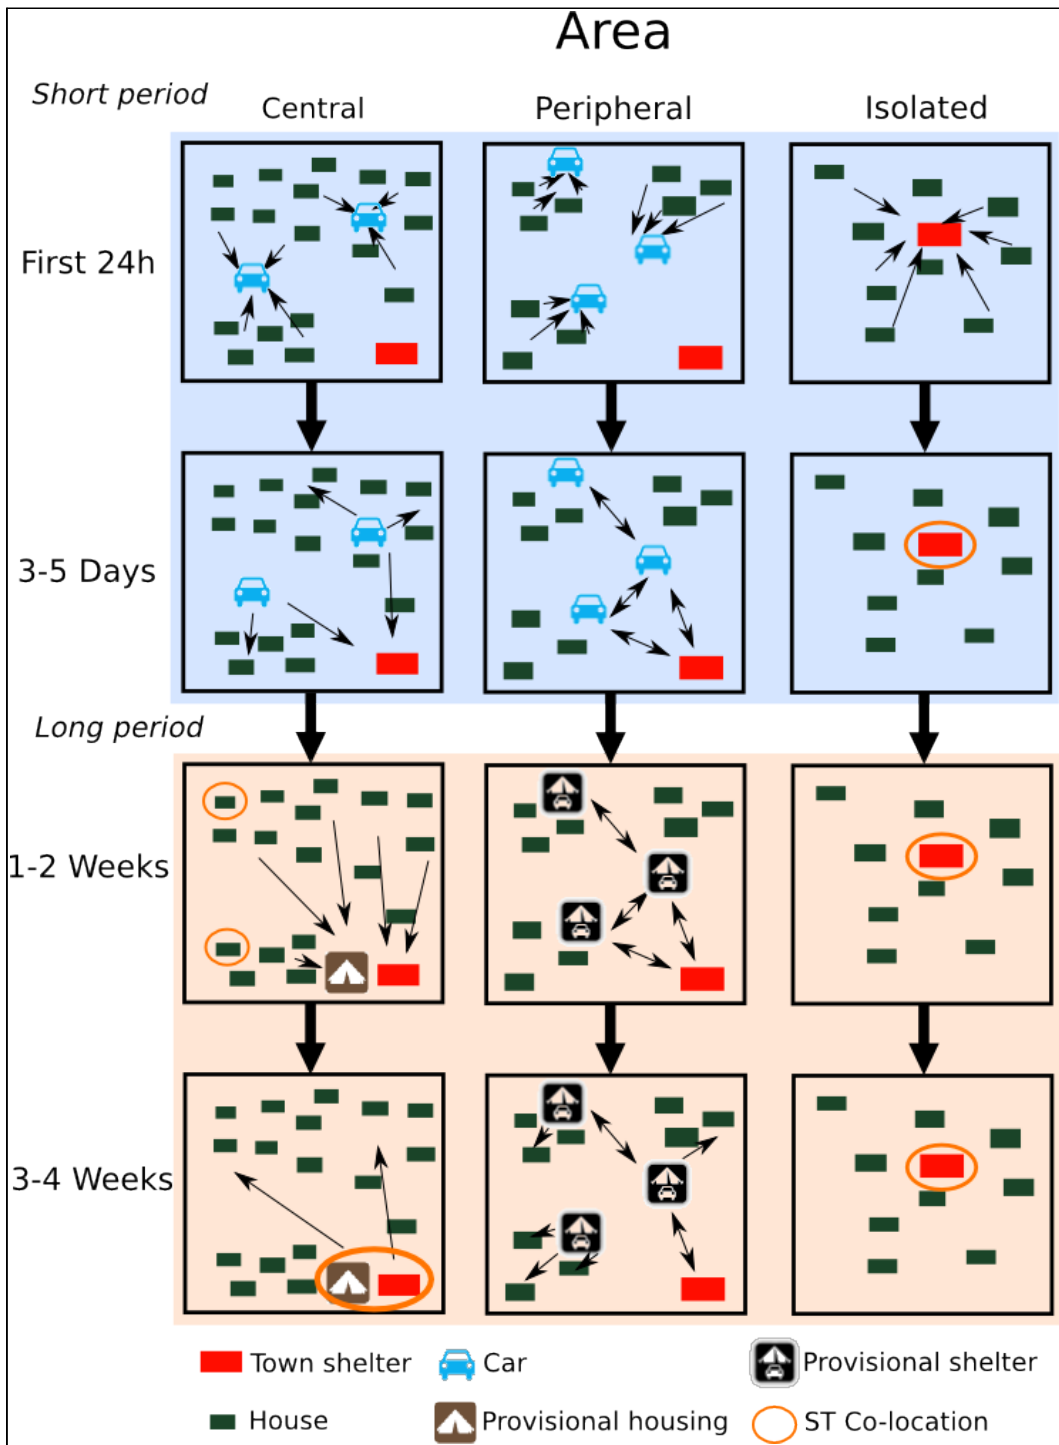 Area
Short period
Central
Peripheral
Isolated
First 24h
3-5 Days
Long period
1-2 Weeks
3-4 Weeks
Town shelter
Car
Provisional shelter
House
Provisional housing
ST Co-location